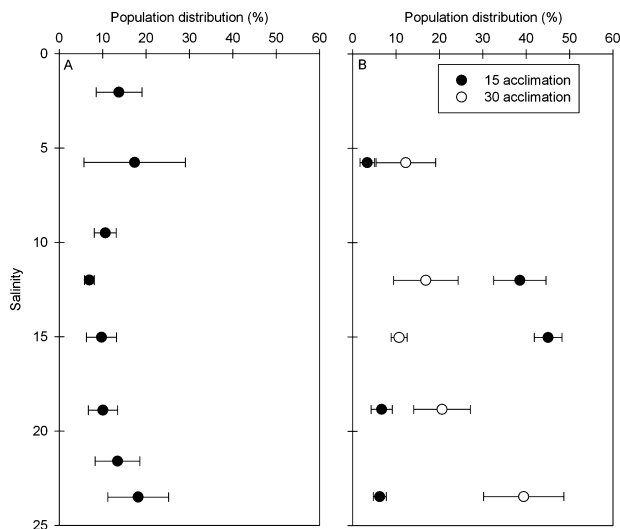 Population distribution (%)
Population distribution (%)
0 10 20 30 40 50 60
0 10 20 30 40 50 60
A
B
15 acclimation
30 acclimation
Salinity
0
5
10
15
20
25